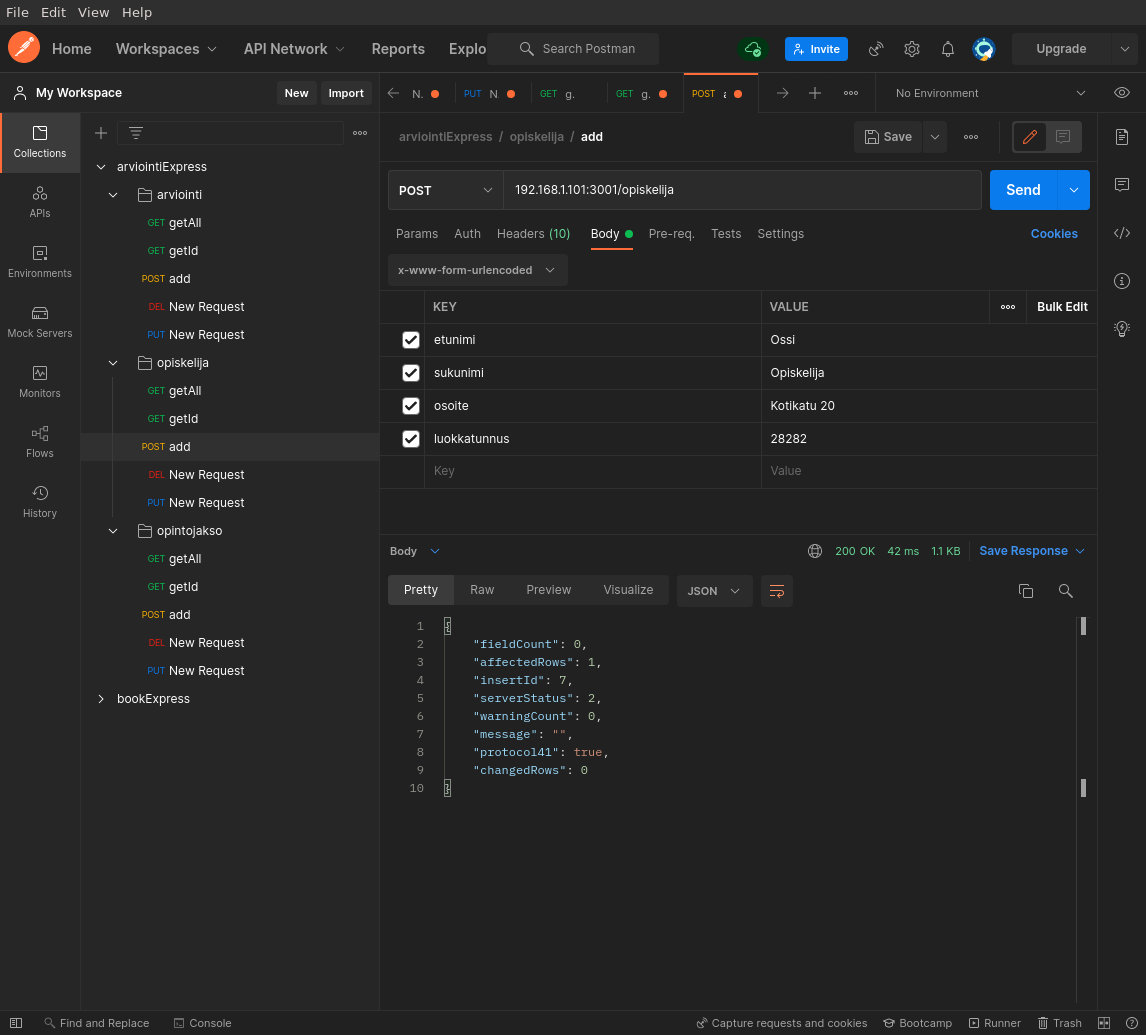 File Edit View Help
Home Workspaces API Network Reports Explo Search Postman Invite Upgrade
My Workspace New Import
N. PUT N. GET g. GET g. POST No Environment
Collections
APIs
Environments
Mock Servers
Monitors
Flows
History
arviointiExpress
arviointi
GET getAll
GET getId
POST add
DEL New Request
PUT New Request
opiskelija
GET getAll
GET getId
POST add
DEL New Request
PUT New Request
opintojakso
GET getAll
GET getId
POST add
DEL New Request
PUT New Request
bookExpress
arviointiExpress / opiskelija / add Save
POST 192.168.1.101:3001/opiskelija Send
Params Auth Headers (10) Body Pre-req. Tests Settings Cookies
x-www-form-urlencoded
KEY VALUE Bulk Edit
etunimi Ossi
sukunimi Opiskelija
osoite Kotikatu 20
luokkatunnus 28282
Key Value
Body 200 OK 42 ms 1.1 KB Save Response
Pretty Raw Preview Visualize JSON
1 {
2 "fieldCount": 0,
3 "affectedRows": 1,
4 "insertId": 7,
5 "serverStatus": 2,
6 "warningCount": 0,
7 "message": "",
8 "protocol41": true,
9 "changedRows": 0
10 }
Find and Replace Console Capture requests and cookies Bootcamp Runner Trash